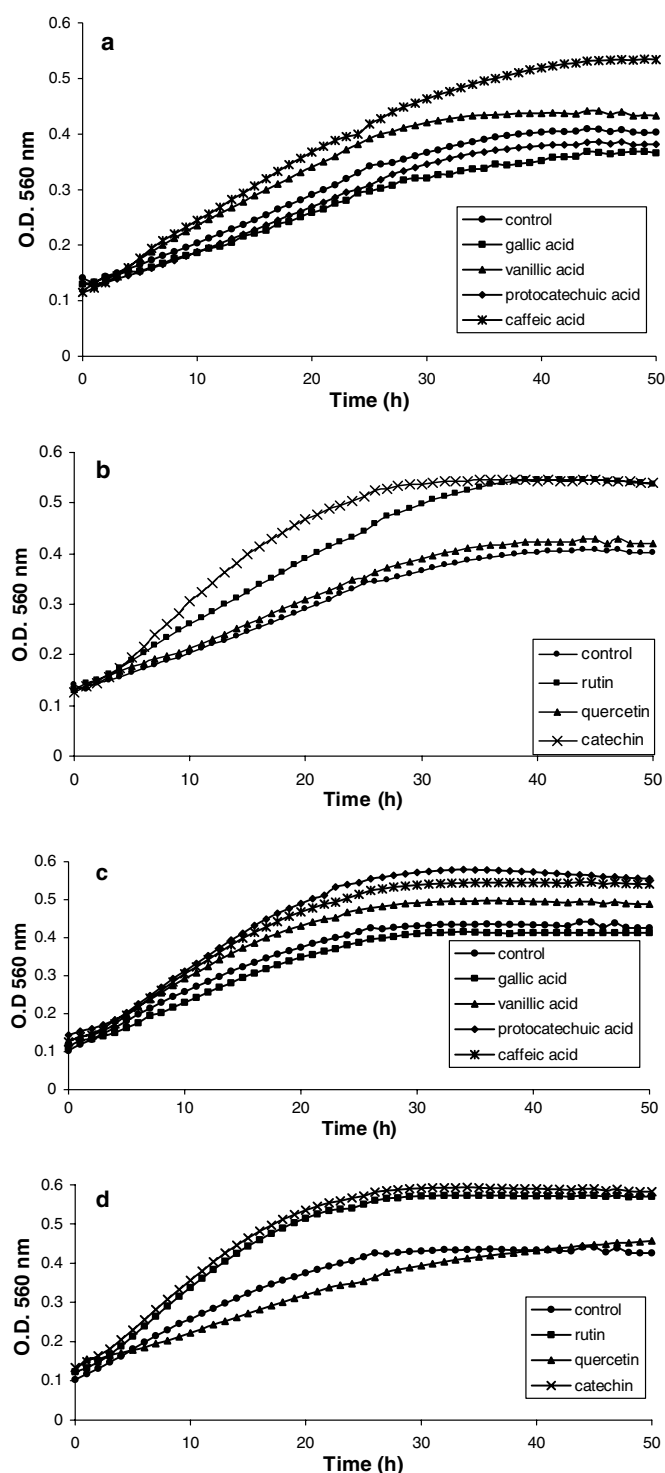 a
O.D. 560 nm
0.6
0.5
0.4
0.3
0.2
0.1
0
control
gallic acid
vanillic acid
protocatechuic acid
caffeic acid
0 10 20 30 40 50
Time (h)
b
O.D. 560 nm
0.6
0.5
0.4
0.3
0.2
0.1
0
control
rutin
quercetin
catechin
0 10 20 30 40 50
Time (h)
c
O.D 560 nm
0.6
0.5
0.4
0.3
0.2
0.1
0
control
gallic acid
vanillic acid
protocatechuic acid
caffeic acid
0 10 20 30 40 50
Time (h)
d
O.D. 560 nm
0.6
0.5
0.4
0.3
0.2
0.1
0
control
rutin
quercetin
catechin
0 10 20 30 40 50
Time (h)